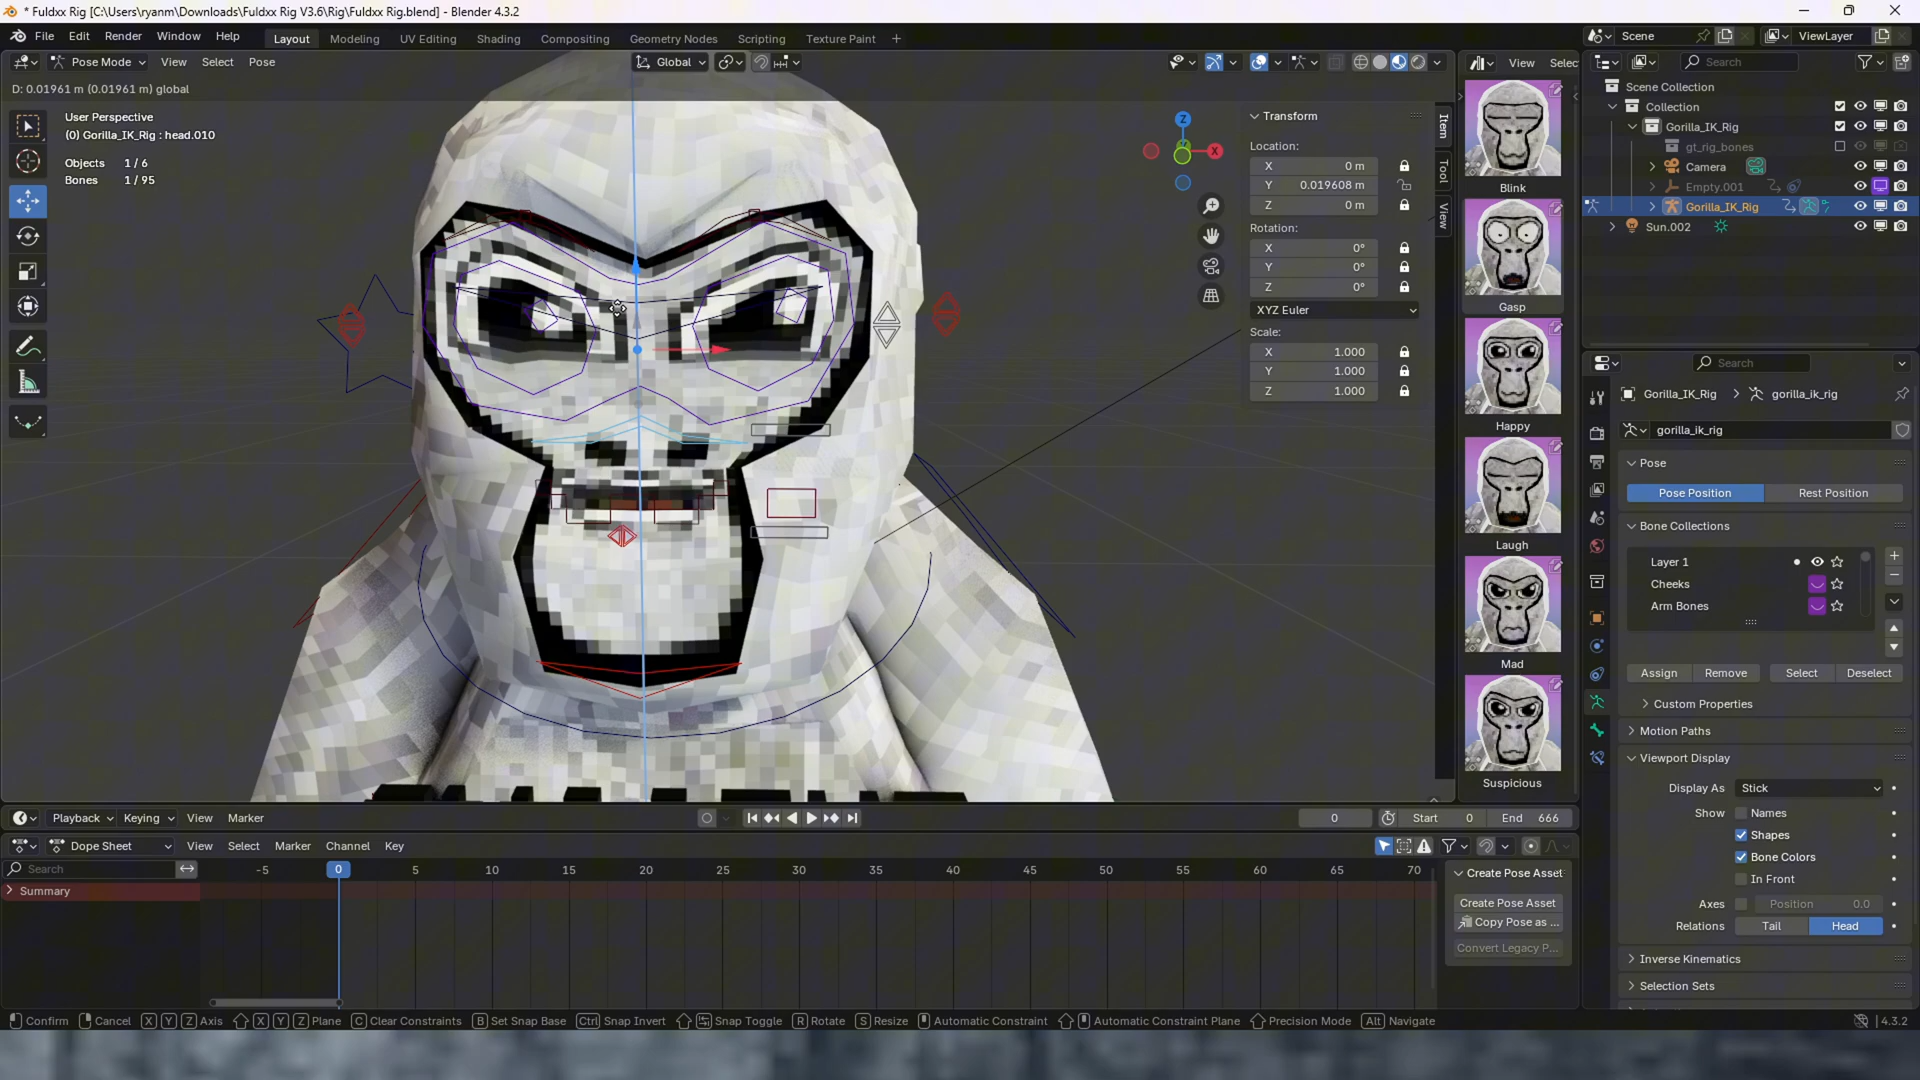 * Fuldxx Rig [C:\Users\ryanm\Downloads\Fuldxx Rig V3.6\Rig\Fuldxx Rig.blend] - Blender 4.3.2
File Edit Render Window Help Layout Modeling UV Editing Shading Texture Paint Compositing Geometry Nodes Scripting Texture Paint + Scene ViewLayer
Pose Mode View Select Pose Global View Selec Search
D: 0.01961 m (0.01961 m) global
User Perspective
(0) Gorilla_IK_Rig : head.010
Objects 1 / 6
Bones 1 / 95
Z
X
Transform
Location:
X 0 m
Y 0.019608 m
Z 0 m
Rotation:
X 0°
Y 0°
Z 0°
XYZ Euler
Scale:
X 1.000
Y 1.000
Z 1.000
Item
Tool
View
Blink
Gasp
Happy
Laugh
Mad
Suspicious
Scene Collection
Collection
Gorilla_IK_Rig
gt_rig_bones
Camera
Empty.001
Gorilla_IK_Rig
Sun.002
Search
Gorilla_IK_Rig > gorilla_ik_rig
gorilla_ik_rig
Pose
Pose Position Rest Position
Bone Collections
Layer 1
Cheeks
Arm Bones
Assign Remove Select Deselect
Custom Properties
Motion Paths
Viewport Display
Display As Stick
Show Names
Shapes
Bone Colors
In Front
Axes Position 0.0
Relations Tail Head
Inverse Kinematics
Selection Sets
Playback Keying View Marker 0 Start 0 End 666
Dope Sheet View Select Marker Channel Key
Search -5 0 5 10 15 20 25 30 35 40 45 50 55 60 65 70
Summary
Create Pose Asset
Create Pose Asset
Copy Pose as ...
Convert Legacy P...
Confirm Cancel X Y Z Axis X Y Z Plane C Clear Constraints B Set Snap Base Ctrl Snap Invert Snap Toggle R Rotate S Resize Automatic Constraint Automatic Constraint Plane Precision Mode Alt Navigate 4.3.2